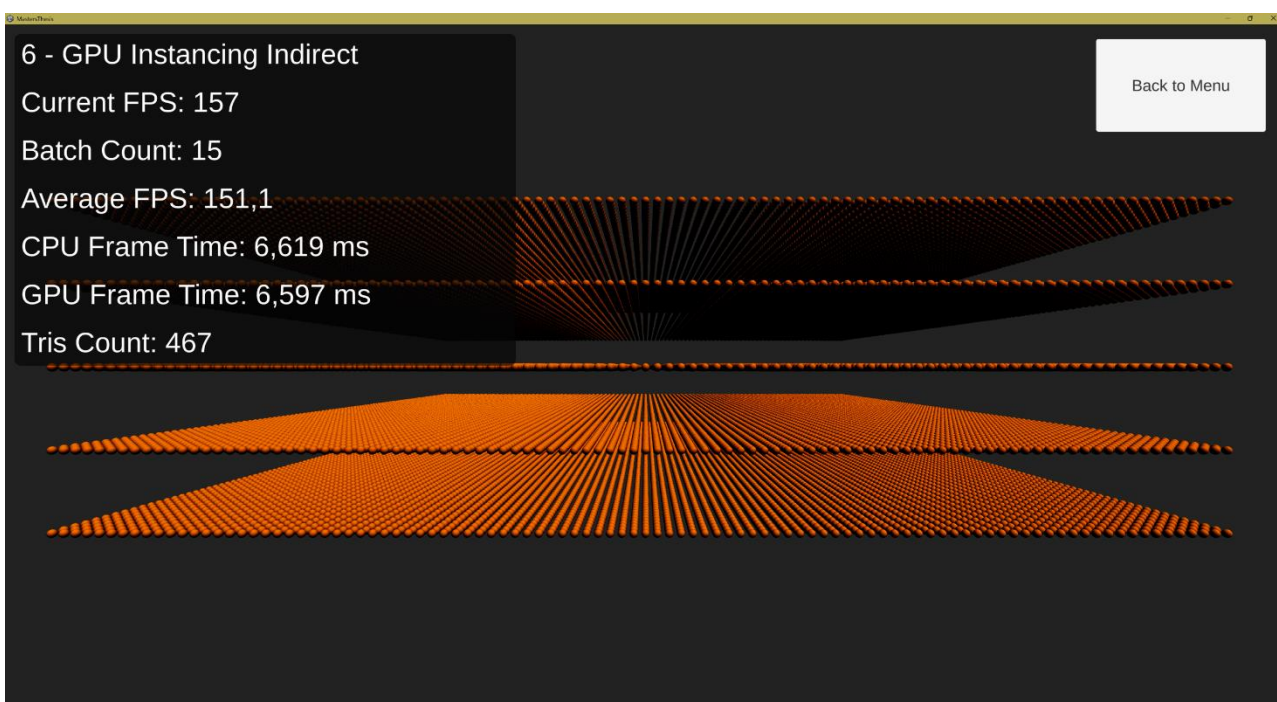 MastersThesis
6 - GPU Instancing Indirect
Current FPS: 157
Batch Count: 15
Average FPS: 151,1
CPU Frame Time: 6,619 ms
GPU Frame Time: 6,597 ms
Tris Count: 467
Back to Menu